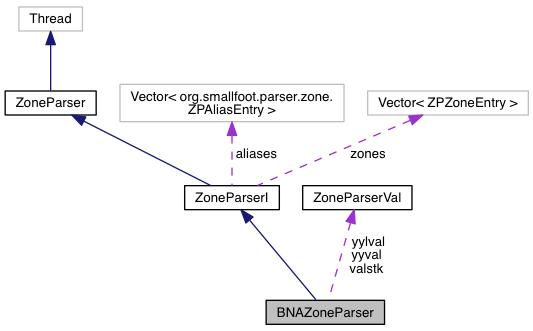 Thread
ZoneParser
Vector< org.smallfoot.parser.zone.
ZPAliasEntry >
Vector< ZPZoneEntry >
aliases
zones
ZoneParserI
ZoneParserVal
yylval
yyval
valstk
BNAZoneParser